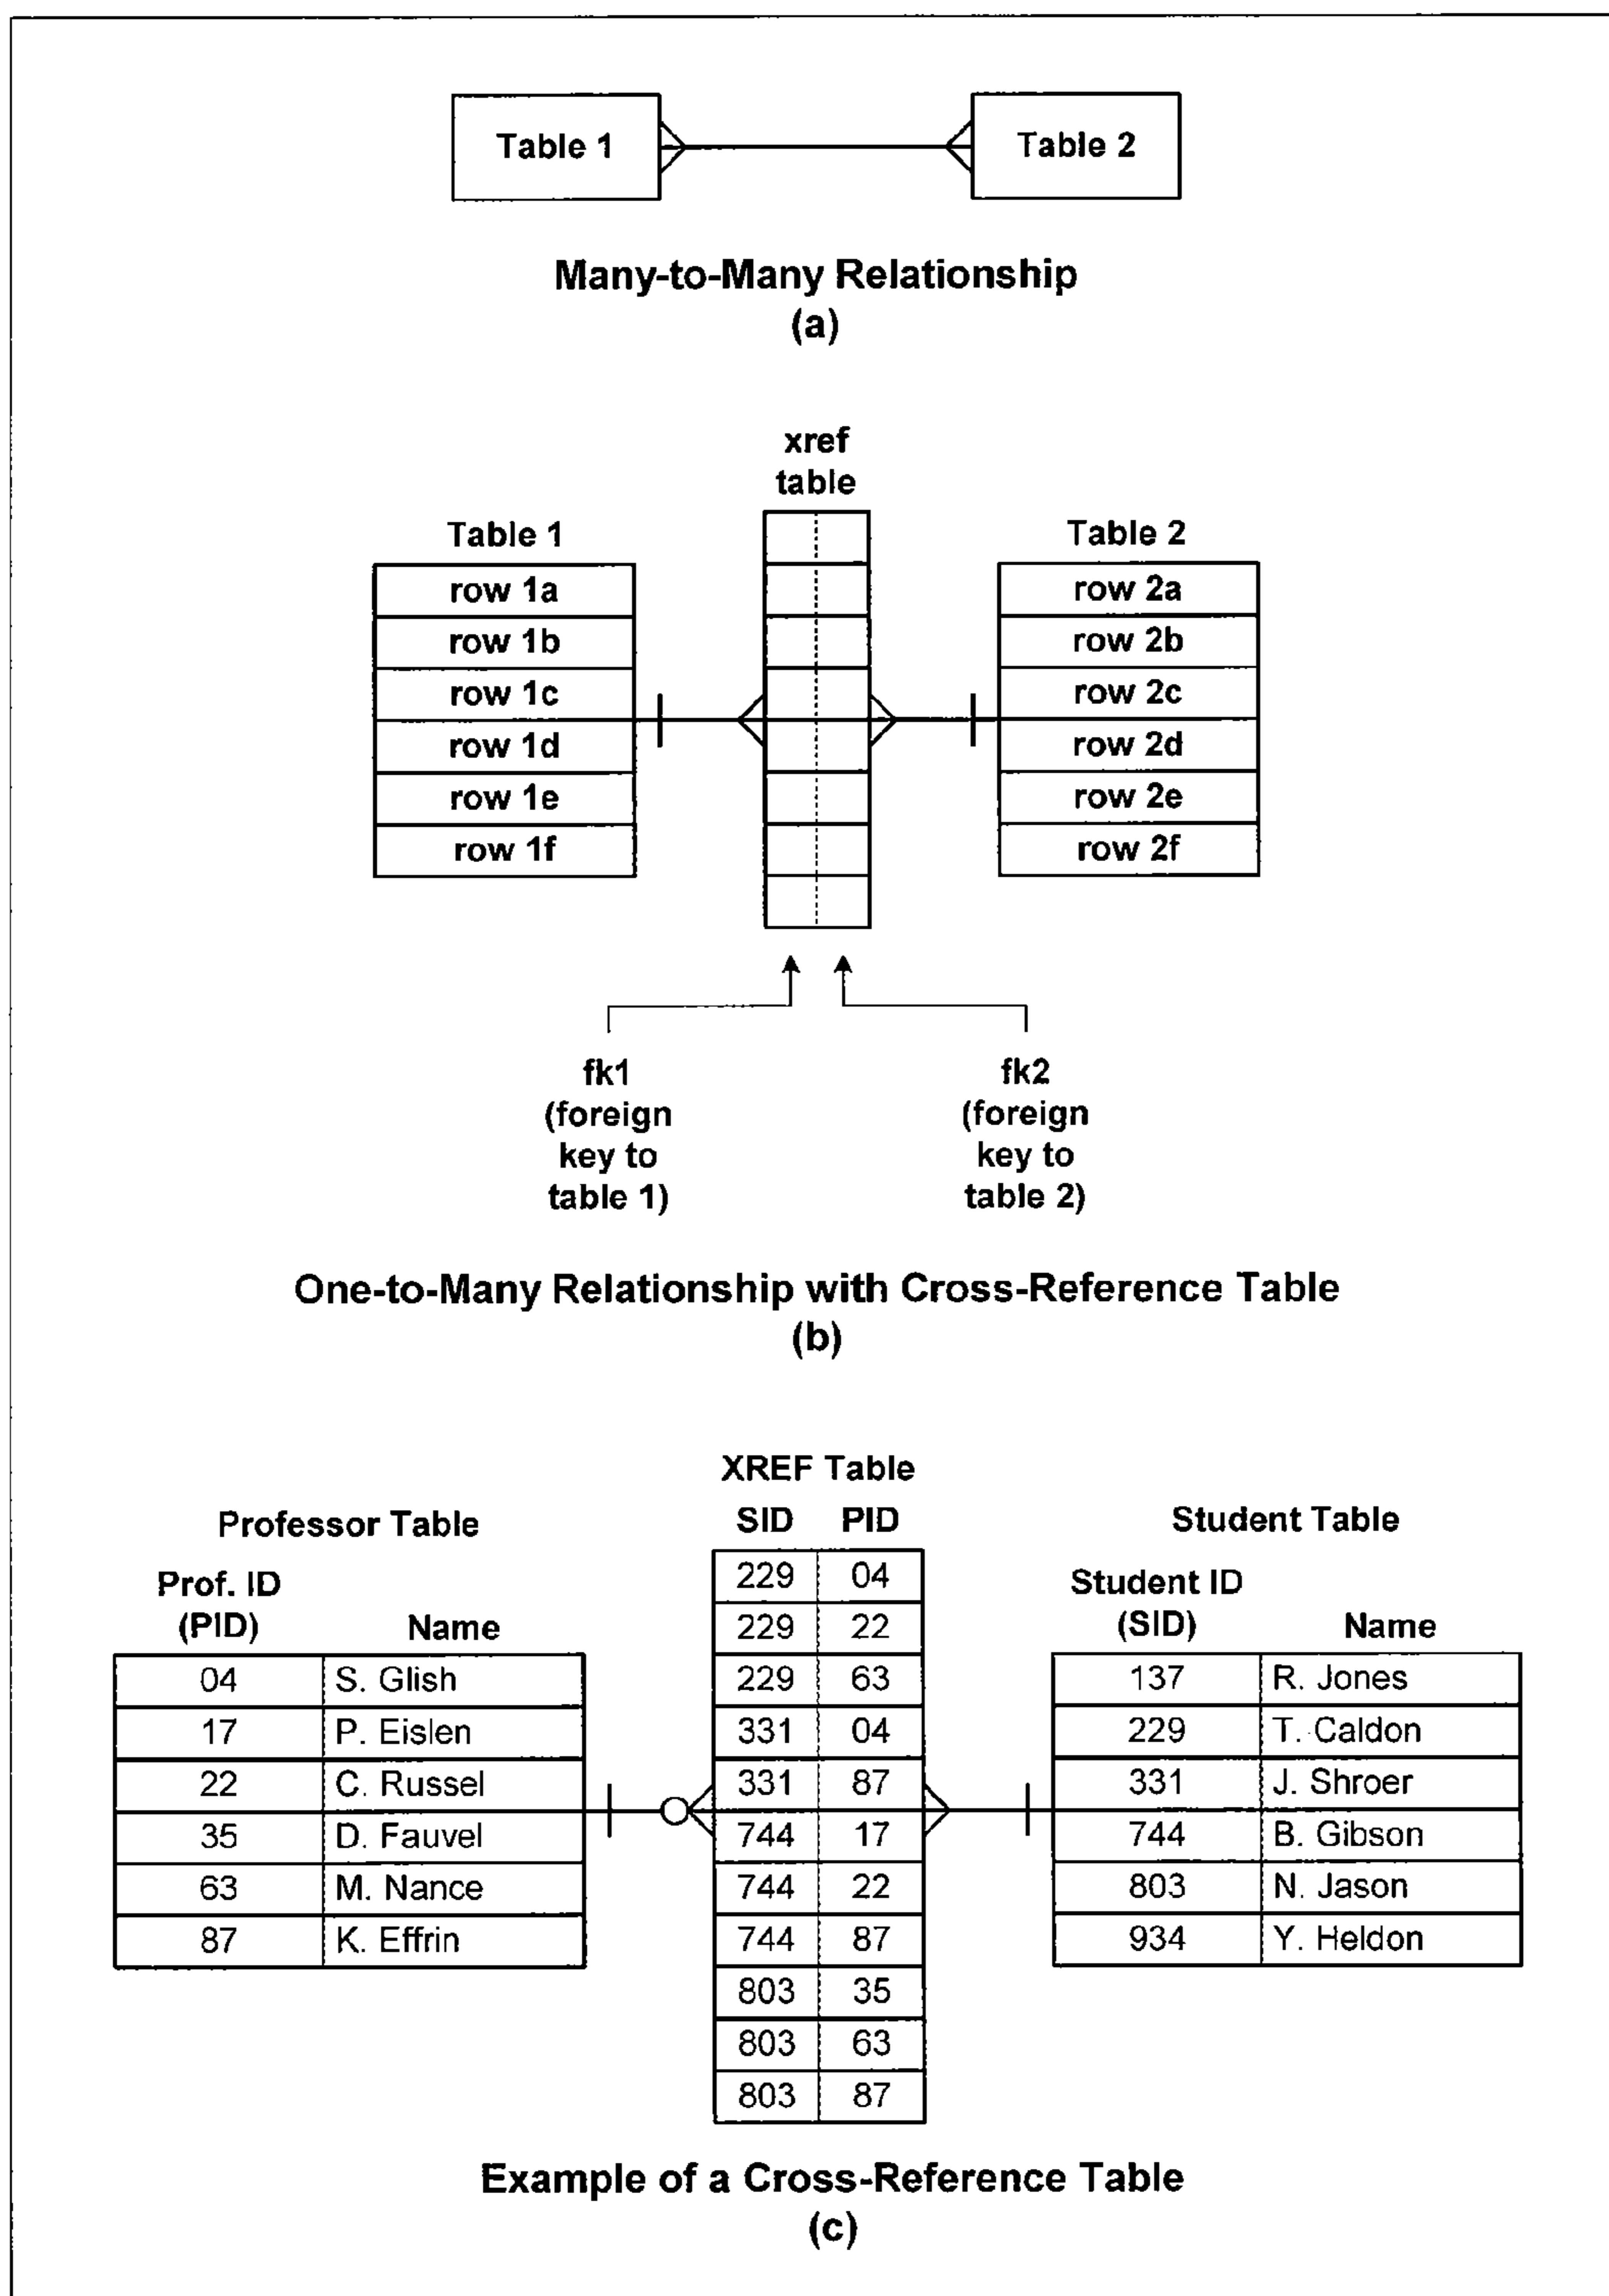 Table 1
Table 2
Many-to-Many Relationship
(a)
xref
table
Table 1
row 1a
row 1b
row 1c
row 1d
row 1e
row 1f
Table 2
row 2a
row 2b
row 2c
row 2d
row 2e
row 2f
fk1
(foreign
key to
table 1)
fk2
(foreign
key to
table 2)
One-to-Many Relationship with Cross-Reference Table
(b)
Professor Table
Prof. ID
(PID) Name
04 S. Glish
17 P. Eislen
22 C. Russel
35 D. Fauvel
63 M. Nance
87 K. Effrin
XREF Table
SID PID
229 04
229 22
229 63
331 04
331 87
744 17
744 22
744 87
803 35
803 63
803 87
Student Table
Student ID
(SID) Name
137 R. Jones
229 T. Caldon
331 J. Shroer
744 B. Gibson
803 N. Jason
934 Y. Heldon
Example of a Cross-Reference Table
(c)